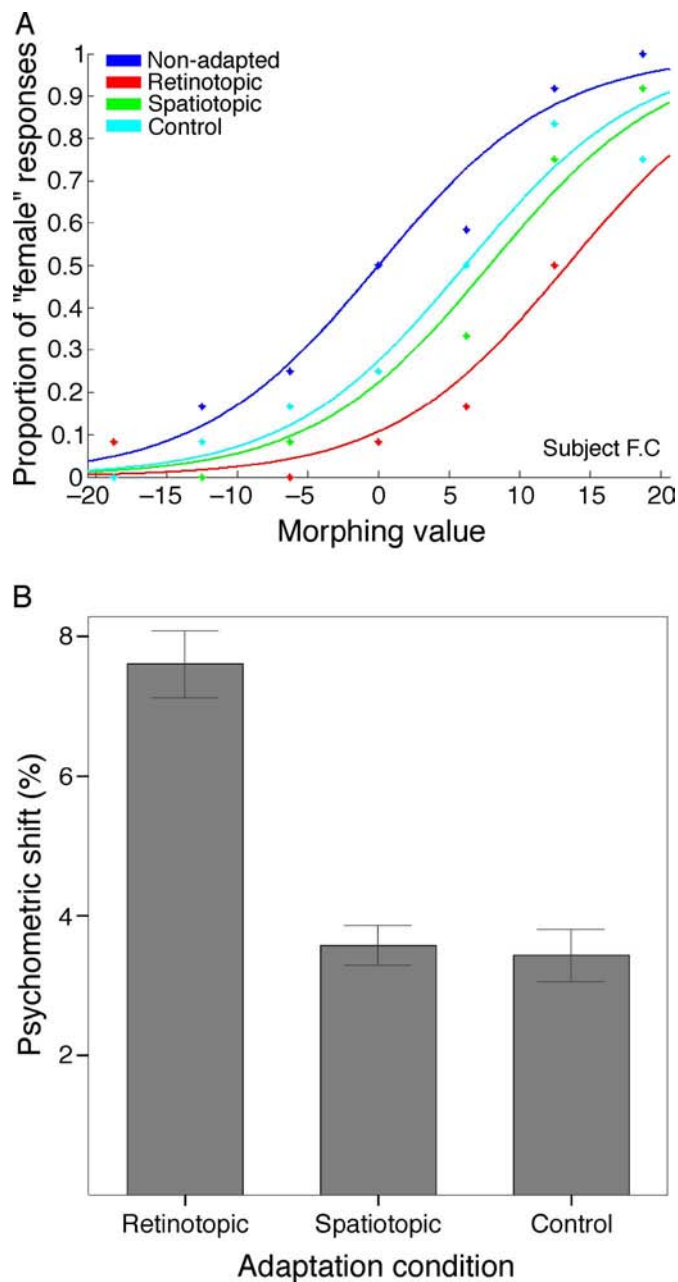 A
Proportion of "female" responses
1
0.9
0.8
0.7
0.6
0.5
0.4
0.3
0.2
0.1
0
Non-adapted
Retinotopic
Spatiotopic
Control
Subject F.C
−20 −15 −10 −5 0 5 10 15 20
Morphing value
B
Psychometric shift (%)
8
6
4
2
Retinotopic Spatiotopic Control
Adaptation condition